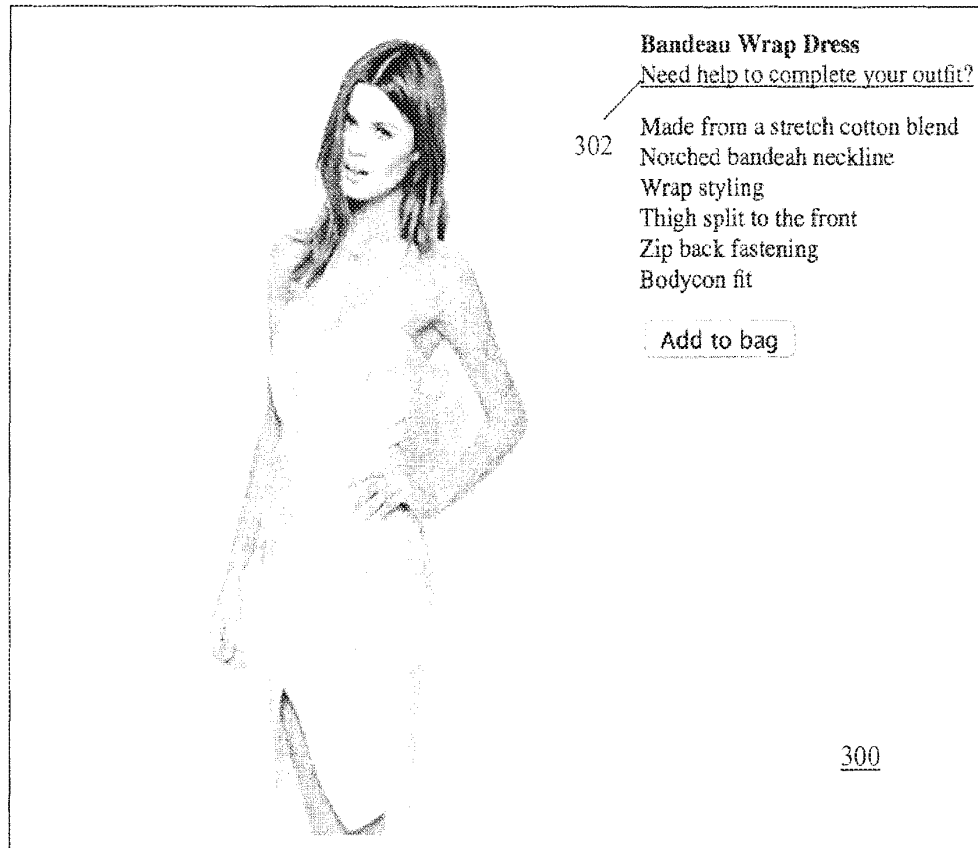 Bandeau Wrap Dress
Need help to complete your outfit?
302
Made from a stretch cotton blend
Notched bandeah neckline
Wrap styling
Thigh split to the front
Zip back fastening
Bodycon fit
Add to bag
300